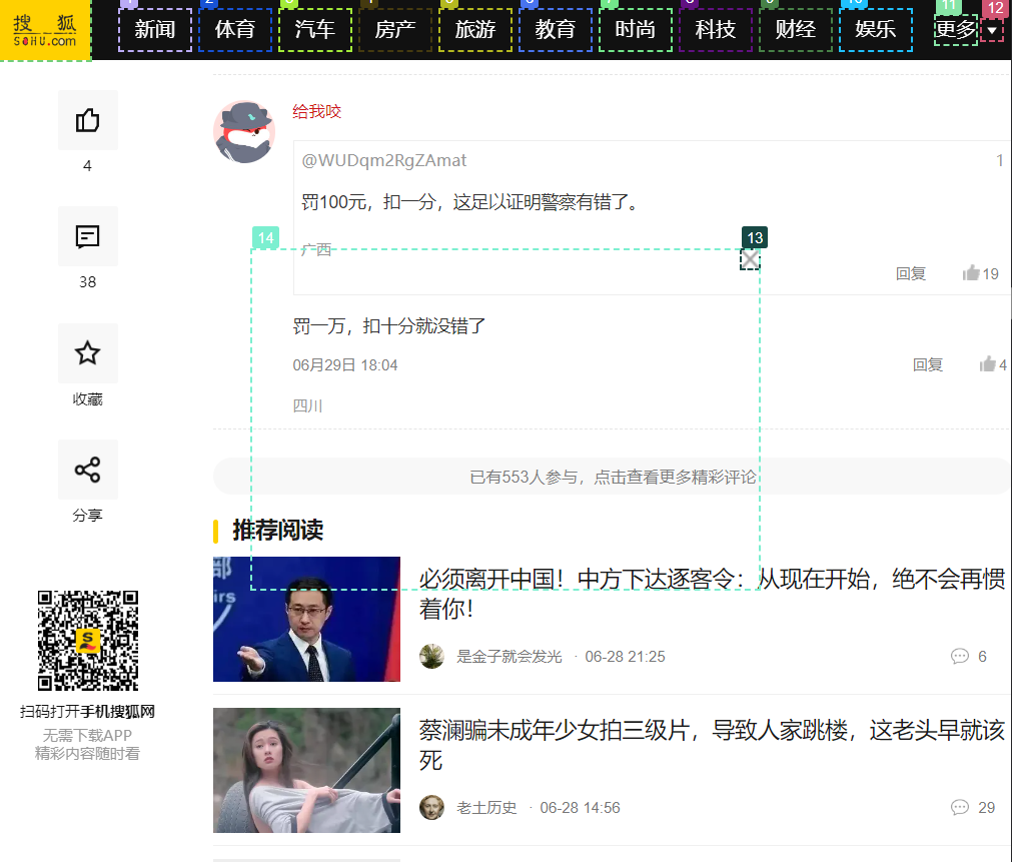 搜 狐
SOHU.com
新闻
体育
汽车
房产
旅游
教育
时尚
科技
财经
娱乐
更多
11
12
给我咬
@WUDqm2RgZAmat
1
罚100元，扣一分，这足以证明警察有错了。
14
13
广西
回复
19
罚一万，扣十分就没错了
06月29日 18:04
回复
4
四川
4
38
收藏
分享
扫码打开手机搜狐网
无需下载APP
精彩内容随时看
已有553人参与，点击查看更多精彩评论
推荐阅读
部
irs
必须离开中国！中方下达逐客令：从现在开始，绝不会再惯
着你！
是金子就会发光 · 06-28 21:25
6
蔡澜骗未成年少女拍三级片，导致人家跳楼，这老头早就该
死
老土历史 · 06-28 14:56
29